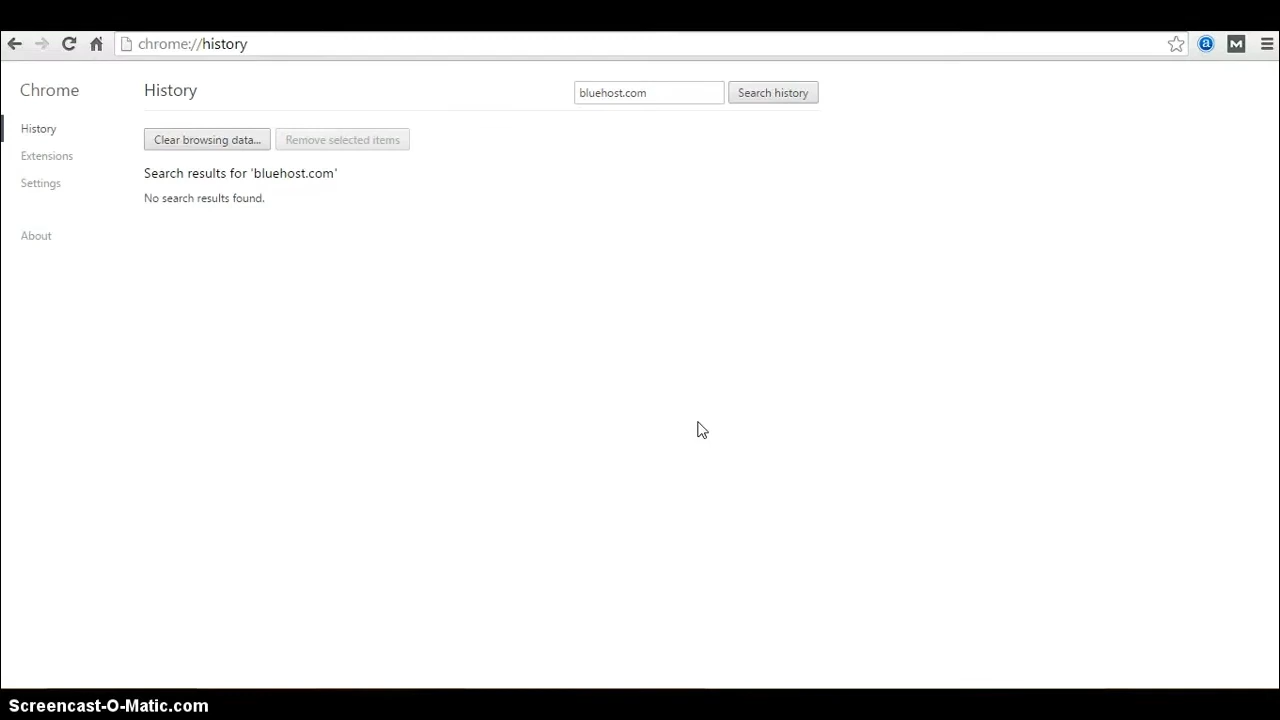 chrome://history
a
M
Chrome
History
bluehost.com
Search history
History
Clear browsing data...
Remove selected items
Extensions
Search results for 'bluehost.com'
Settings
No search results found.
About
Screencast-O-Matic.com